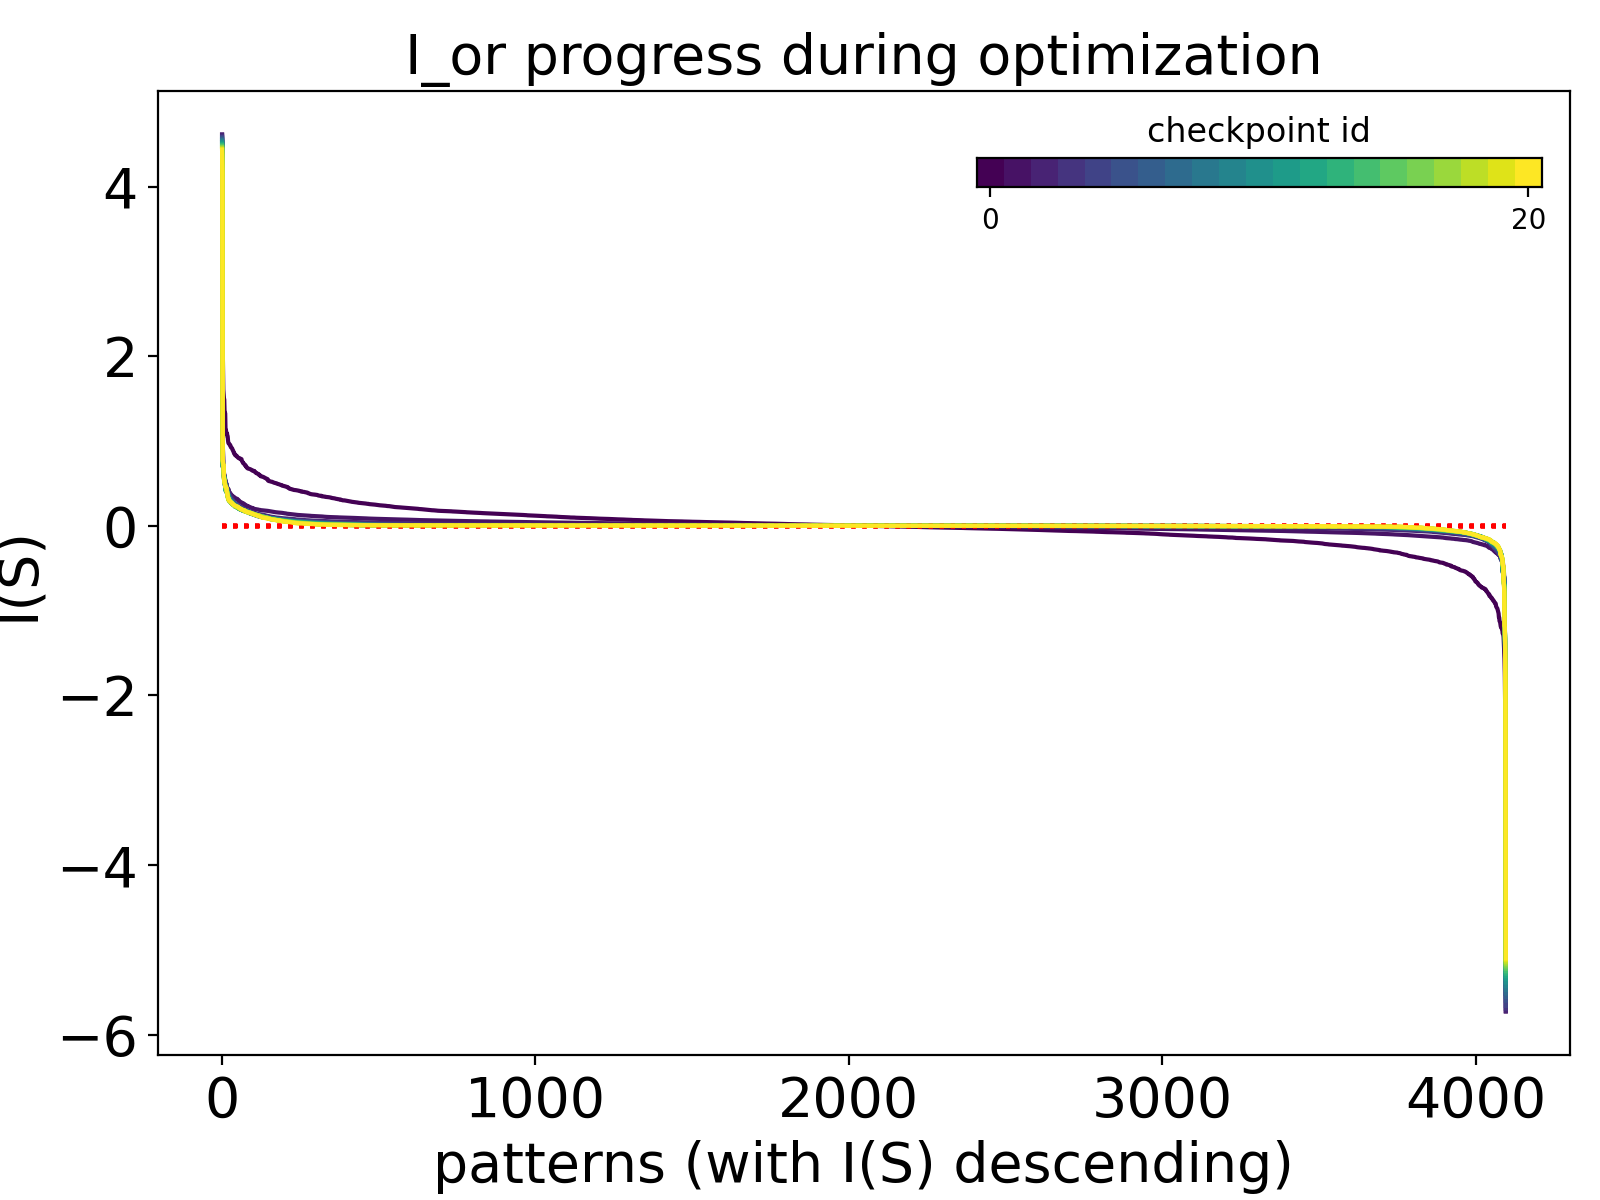 I_or progress during optimization
checkpoint id
0 20
4
2
0
−2
−4
−6
I(S)
0 1000 2000 3000 4000
patterns (with I(S) descending)